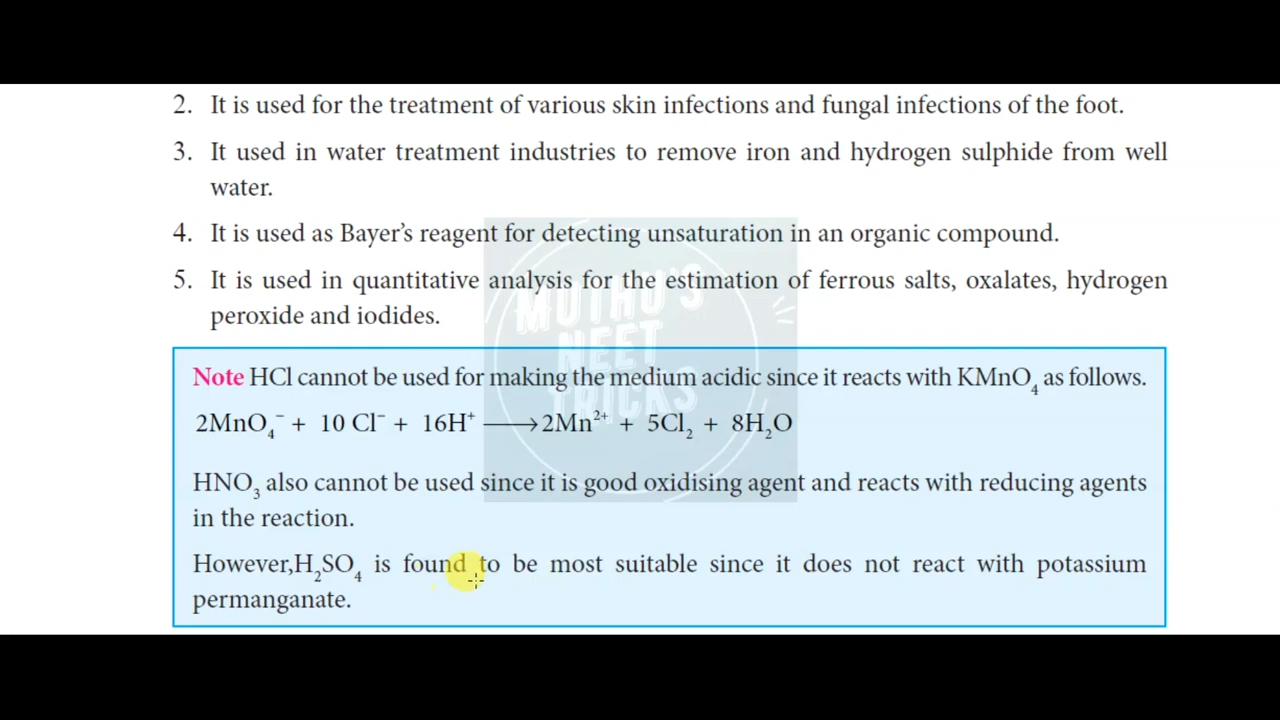 2. It is used for the treatment of various skin infections and fungal infections of the foot.
3. It used in water treatment industries to remove iron and hydrogen sulphide from well
water.
4. It is used as Bayer’s reagent for detecting unsaturation in an organic compound.
5. It is used in quantitative analysis for the estimation of ferrous salts, oxalates, hydrogen
peroxide and iodides.
MUTHU'S
NEET
TRICKS
Note HCl cannot be used for making the medium acidic since it reacts with KMnO₄ as follows.
2MnO₄⁻ + 10 Cl⁻ + 16H⁺ ⟶ 2Mn²⁺ + 5Cl₂ + 8H₂O
HNO₃ also cannot be used since it is good oxidising agent and reacts with reducing agents
in the reaction.
However,H₂SO₄ is found to be most suitable since it does not react with potassium
permanganate.